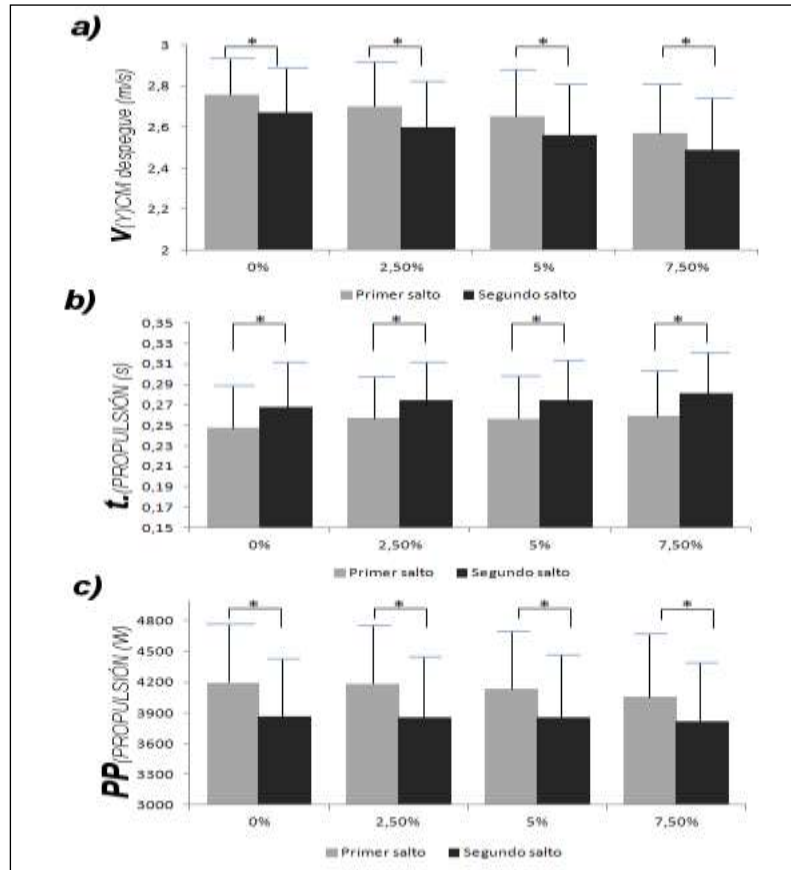 a)
V(Y)CM despegue (m/s)
3
2,8
2,6
2,4
2,2
2
* * * *
0% 2,50% 5% 7,50%
Primer salto Segundo salto
b)
t.(PROPULSIÓN (s)
0,35
0,33
0,31
0,29
0,27
0,25
0,23
0,21
0,19
0,17
0,15
* * * *
0% 2,50% 5% 7,50%
Primer salto Segundo salto
c)
PP(PROPULSIÓN (W)
4800
4500
4200
3900
3600
3300
3000
* * * *
0% 2,50% 5% 7,50%
Primer salto Segundo salto